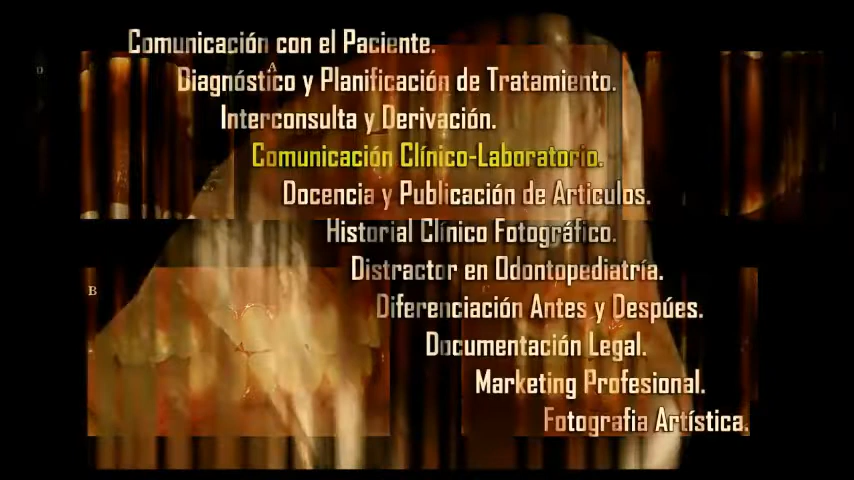 Comunicación con el Paciente.
D
A
Diagnóstico y Planificación de Tratamiento.
Interconsulta y Derivación.
Comunicación Clínico-Laboratorio.
Docencia y Publicación de Articulos.
Historial Clínico Fotográfico.
Distractor en Odontopediatría.
B
Diferenciación Antes y Despúes.
Documentación Legal.
Marketing Profesional.
Fotografia Artística.